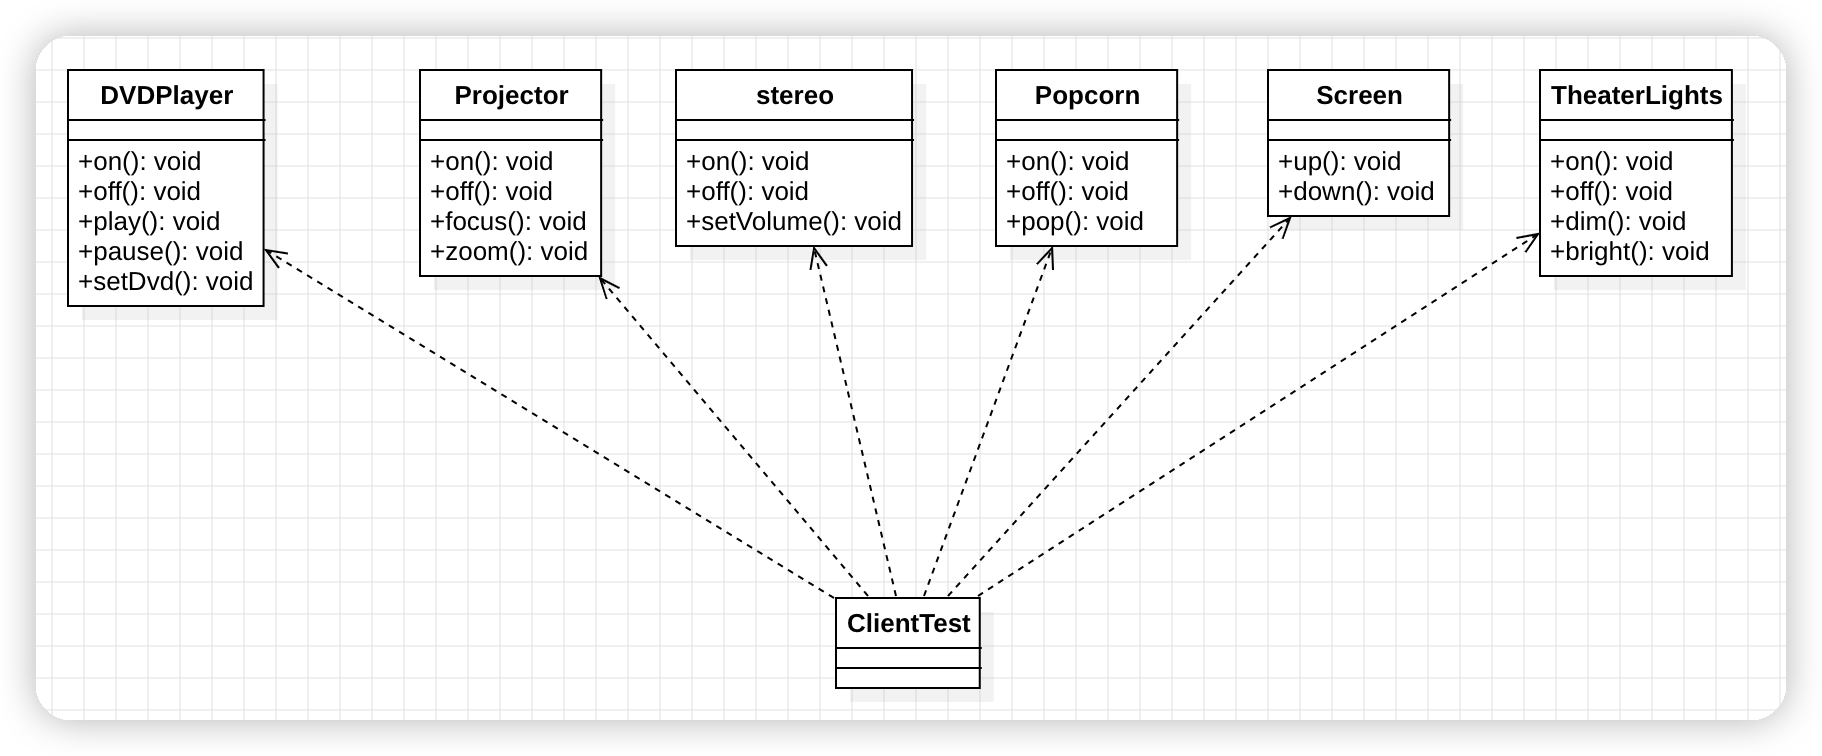 DVDPlayer
+on(): void
+off(): void
+play(): void
+pause(): void
+setDvd(): void
Projector
+on(): void
+off(): void
+focus(): void
+zoom(): void
stereo
+on(): void
+off(): void
+setVolume(): void
Popcorn
+on(): void
+off(): void
+pop(): void
Screen
+up(): void
+down(): void
TheaterLights
+on(): void
+off(): void
+dim(): void
+bright(): void
ClientTest